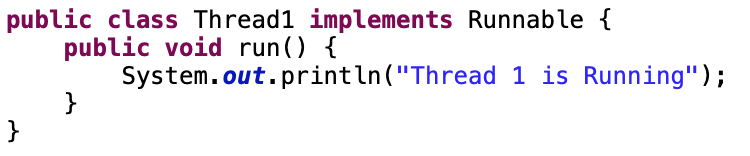 public class Thread1 implements Runnable {
    public void run() {
        System.out.println("Thread 1 is Running");
    }
}